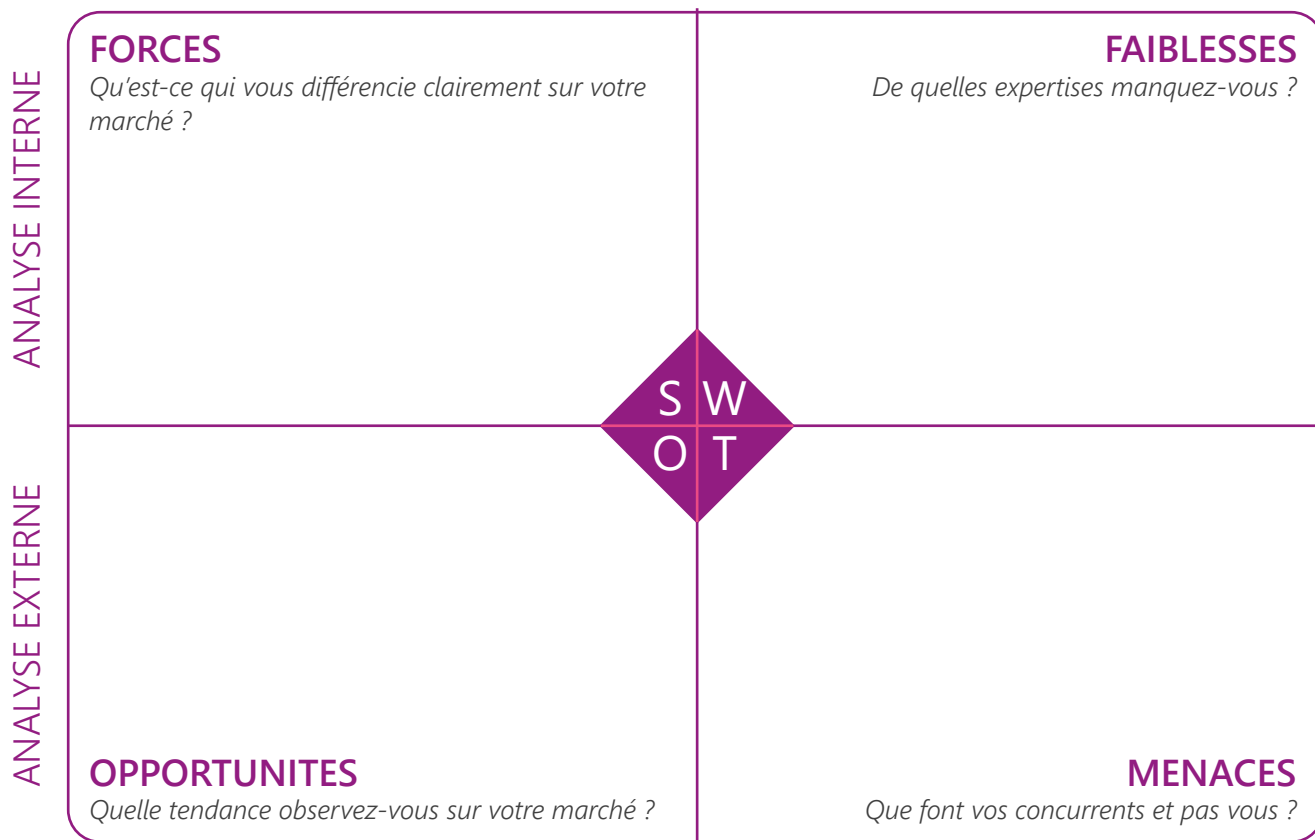 ANALYSE INTERNE
FORCES
Qu'est-ce qui vous différencie clairement sur votre
marché ?
FAIBLESSES
De quelles expertises manquez-vous ?
S W
O T
ANALYSE EXTERNE
OPPORTUNITES
Quelle tendance observez-vous sur votre marché ?
MENACES
Que font vos concurrents et pas vous ?